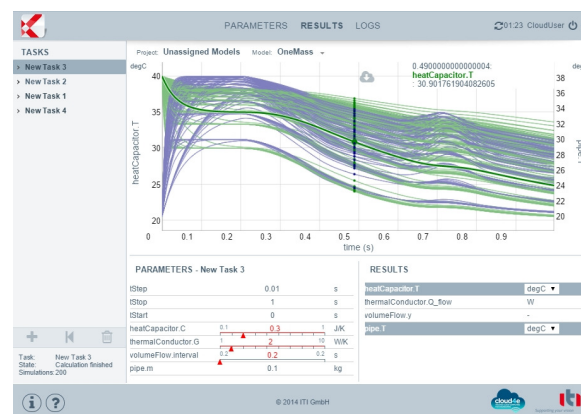 PARAMETERS RESULTS LOGS
01:23 CloudUser
TASKS
New Task 3
New Task 2
New Task 1
New Task 4
Project: Unassigned Models Model: OneMass
degC
0.4900000000000004:
heatCapacitor.T
: 30.901761904082605
40
35
30
25
20
heatCapacitor.T
38
36
34
32
30
28
26
24
22
20
0 0.1 0.2 0.3 0.4 0.5 0.6 0.7 0.8 0.9
time (s)
PARAMETERS - New Task 3
tStep 0.01 s
tStop 1 s
tStart 0 s
heatCapacitor.C 0.1 0.3 1 J/K
thermalConductor.G 1 2 10 W/K
volumeFlow.interval 0.2 0.2 0.2 s
pipe.m 0.1 kg
RESULTS
heatCapacitor.T degC
thermalConductor.Q_flow W
volumeFlow.y -
pipe.T degC
Task: New Task 3
State: Calculation finished
Simulations: 200
© 2014 ITI GmbH
cloud4e
iti